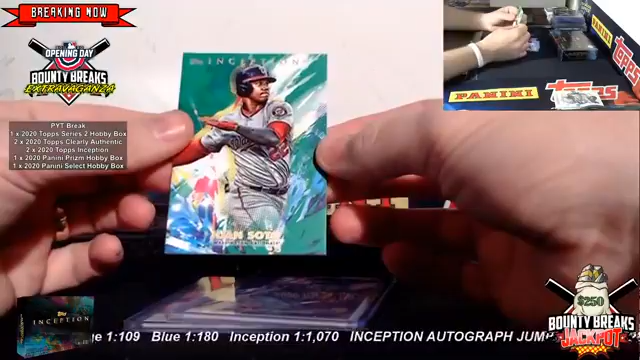 BREAKING NOW
OPENING DAY
BOUNTY BREAKS
EXTRAVAGANZA
PYT Break
1 x 2020 Topps Series 2 Hobby Box
2 x 2020 Topps Clearly Authentic
2 x 2020 Topps Inception
1 x 2020 Panini Prizm Hobby Box
1 x 2020 Panini Select Hobby Box
INCEPTION
SOTO
PANINI
topps
PANINI
topps
INCEPTION
1:109 Blue 1:180 Inception 1:1,070 INCEPTION AUTOGRAPH
$250
BOUNTY BREAKS
JACKPOT